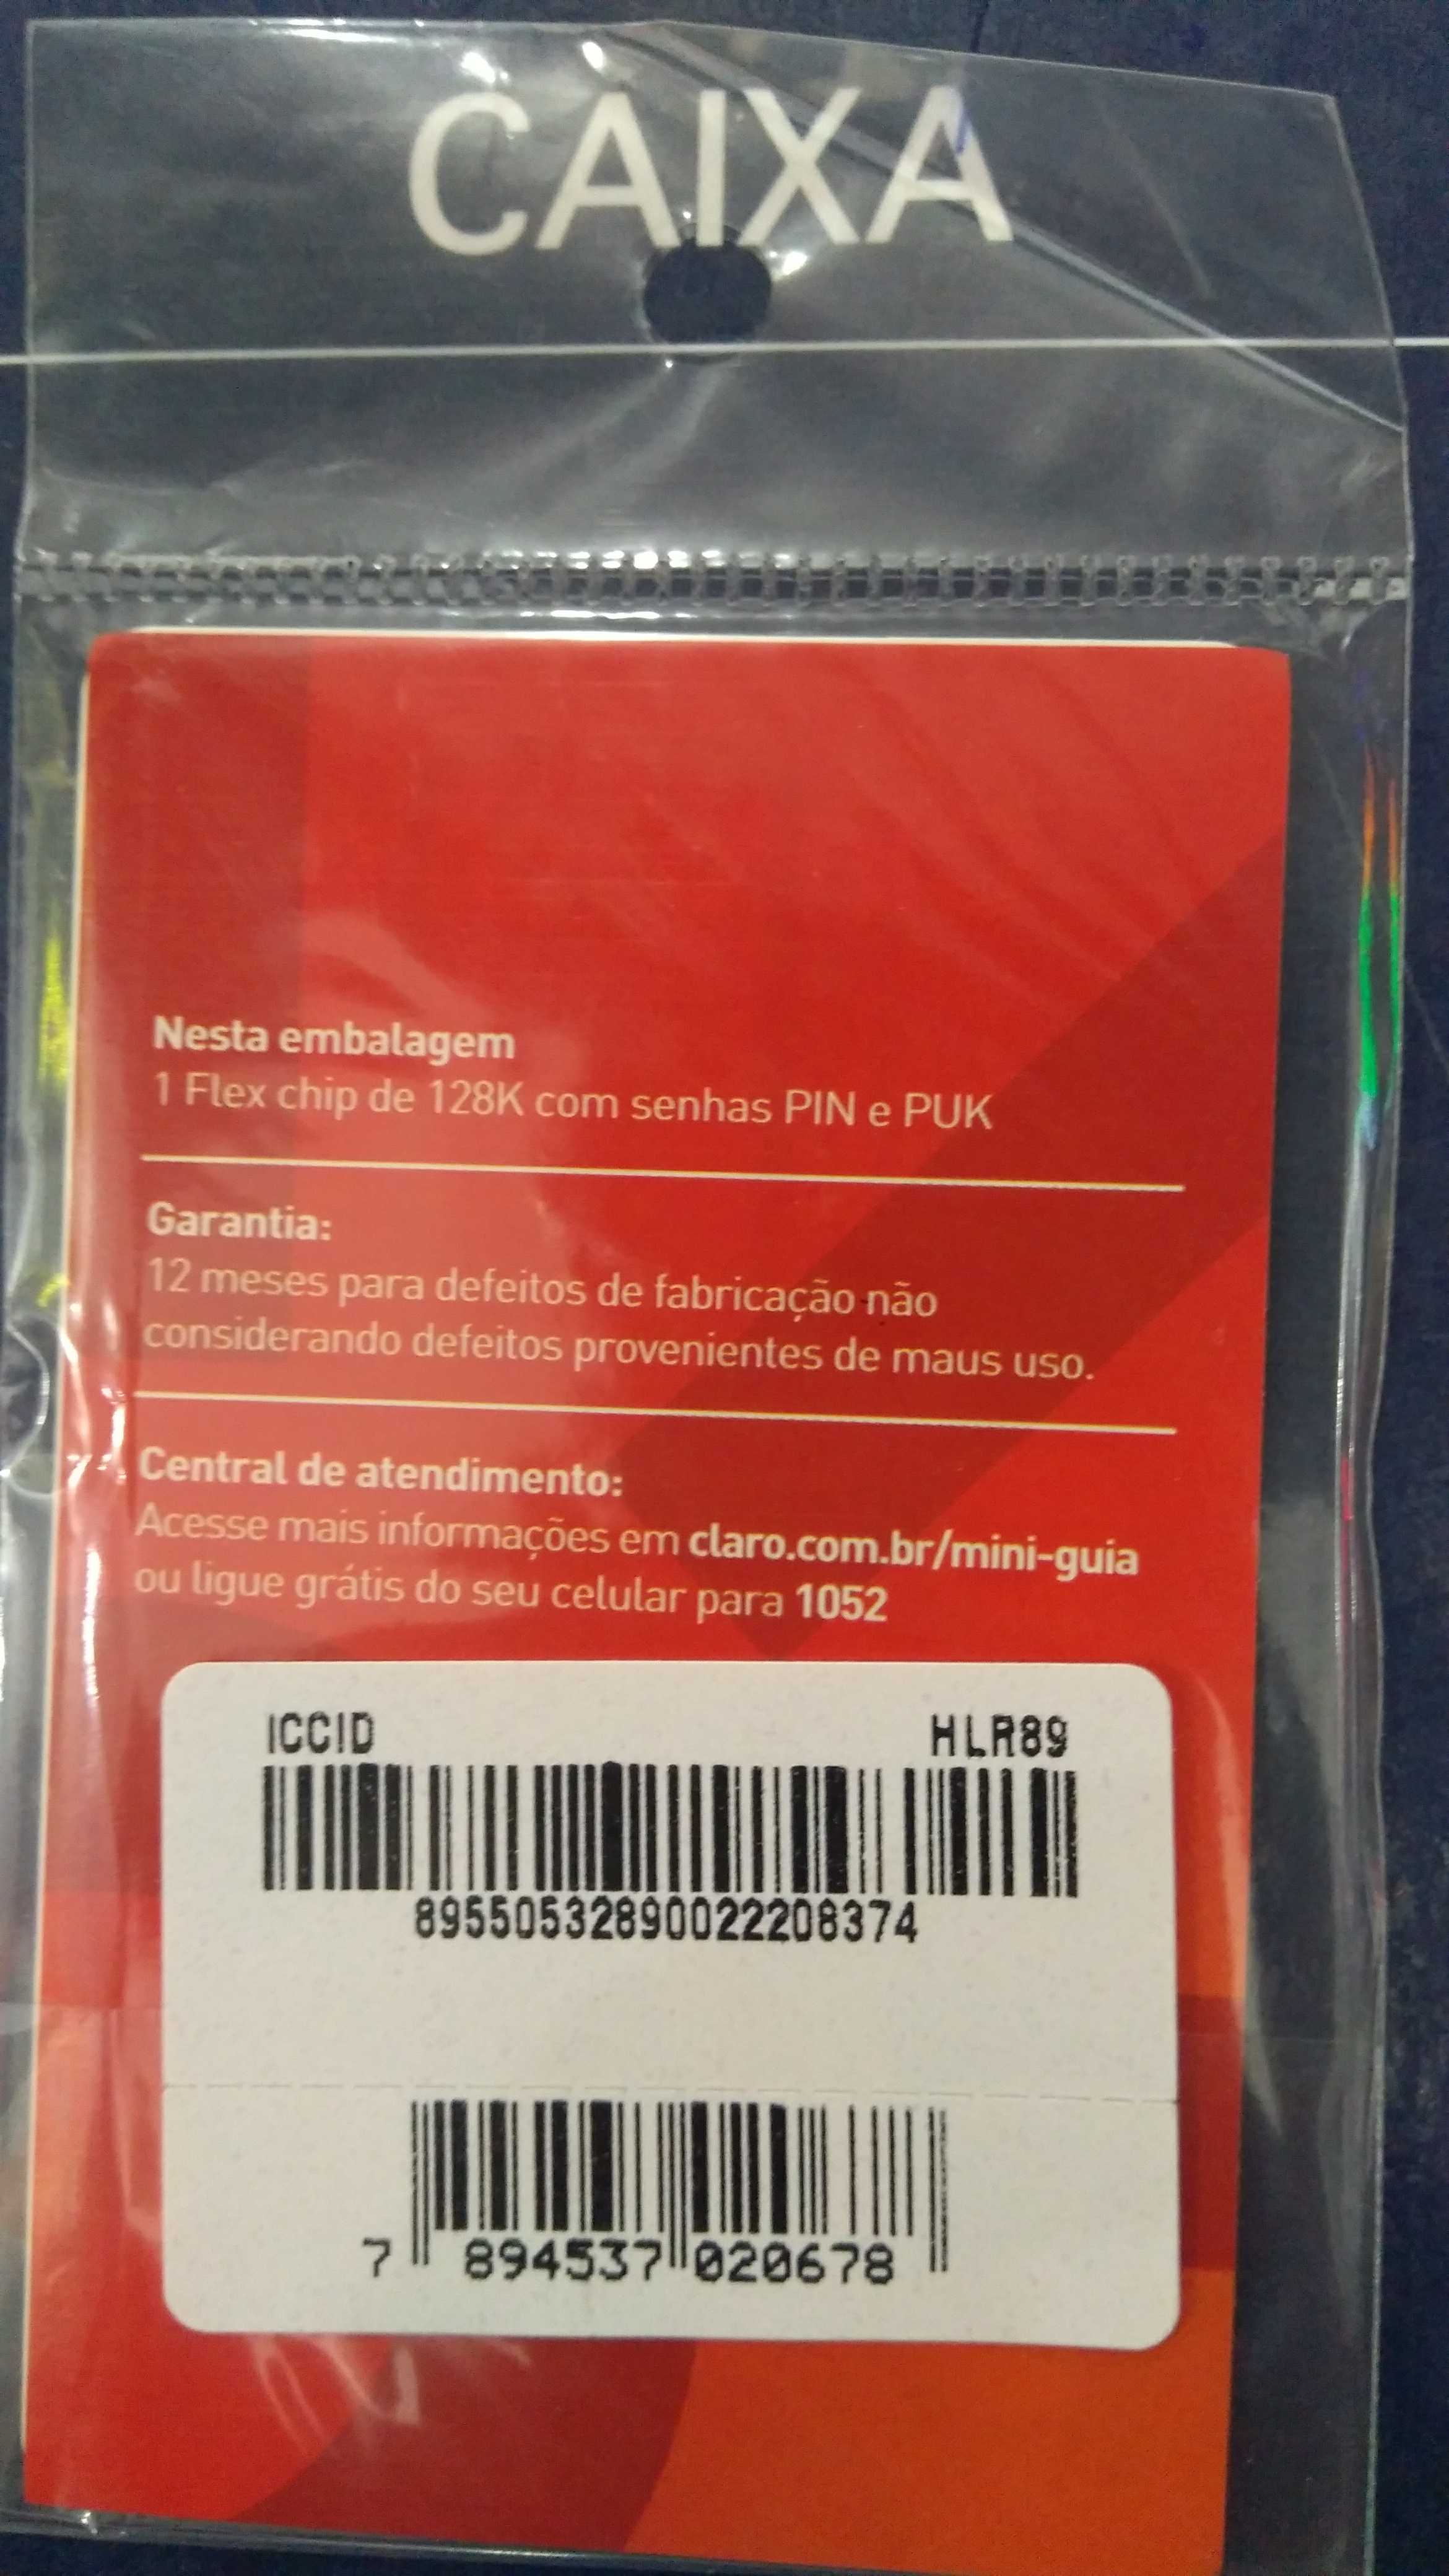 CAIXA
Nesta embalagem
1 Flex chip de 128K com senhas PIN e PUK
Garantia:
12 meses para defeitos de fabricação não
considerando defeitos provenientes de maus uso.
Central de atendimento:
Acesse mais informações em claro.com.br/mini-guia
ou ligue grátis do seu celular para 1052
ICCID HLR89
89550532890022208374
7 894537 020678